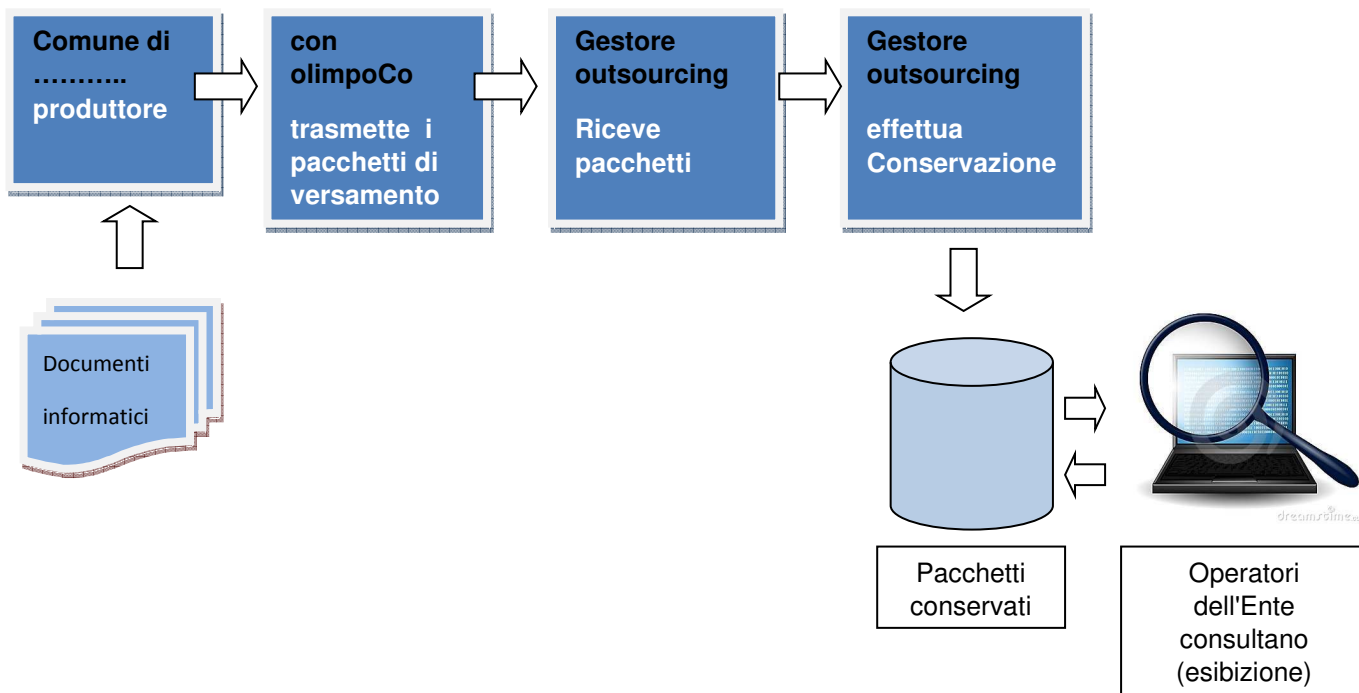 Comune di
………..
produttore
con
olimpoCo
trasmette i
pacchetti di
versamento
Gestore
outsourcing
Riceve
pacchetti
Gestore
outsourcing
effettua
Conservazione
Documenti
informatici
Pacchetti
conservati
Operatori
dell'Ente
consultano
(esibizione)